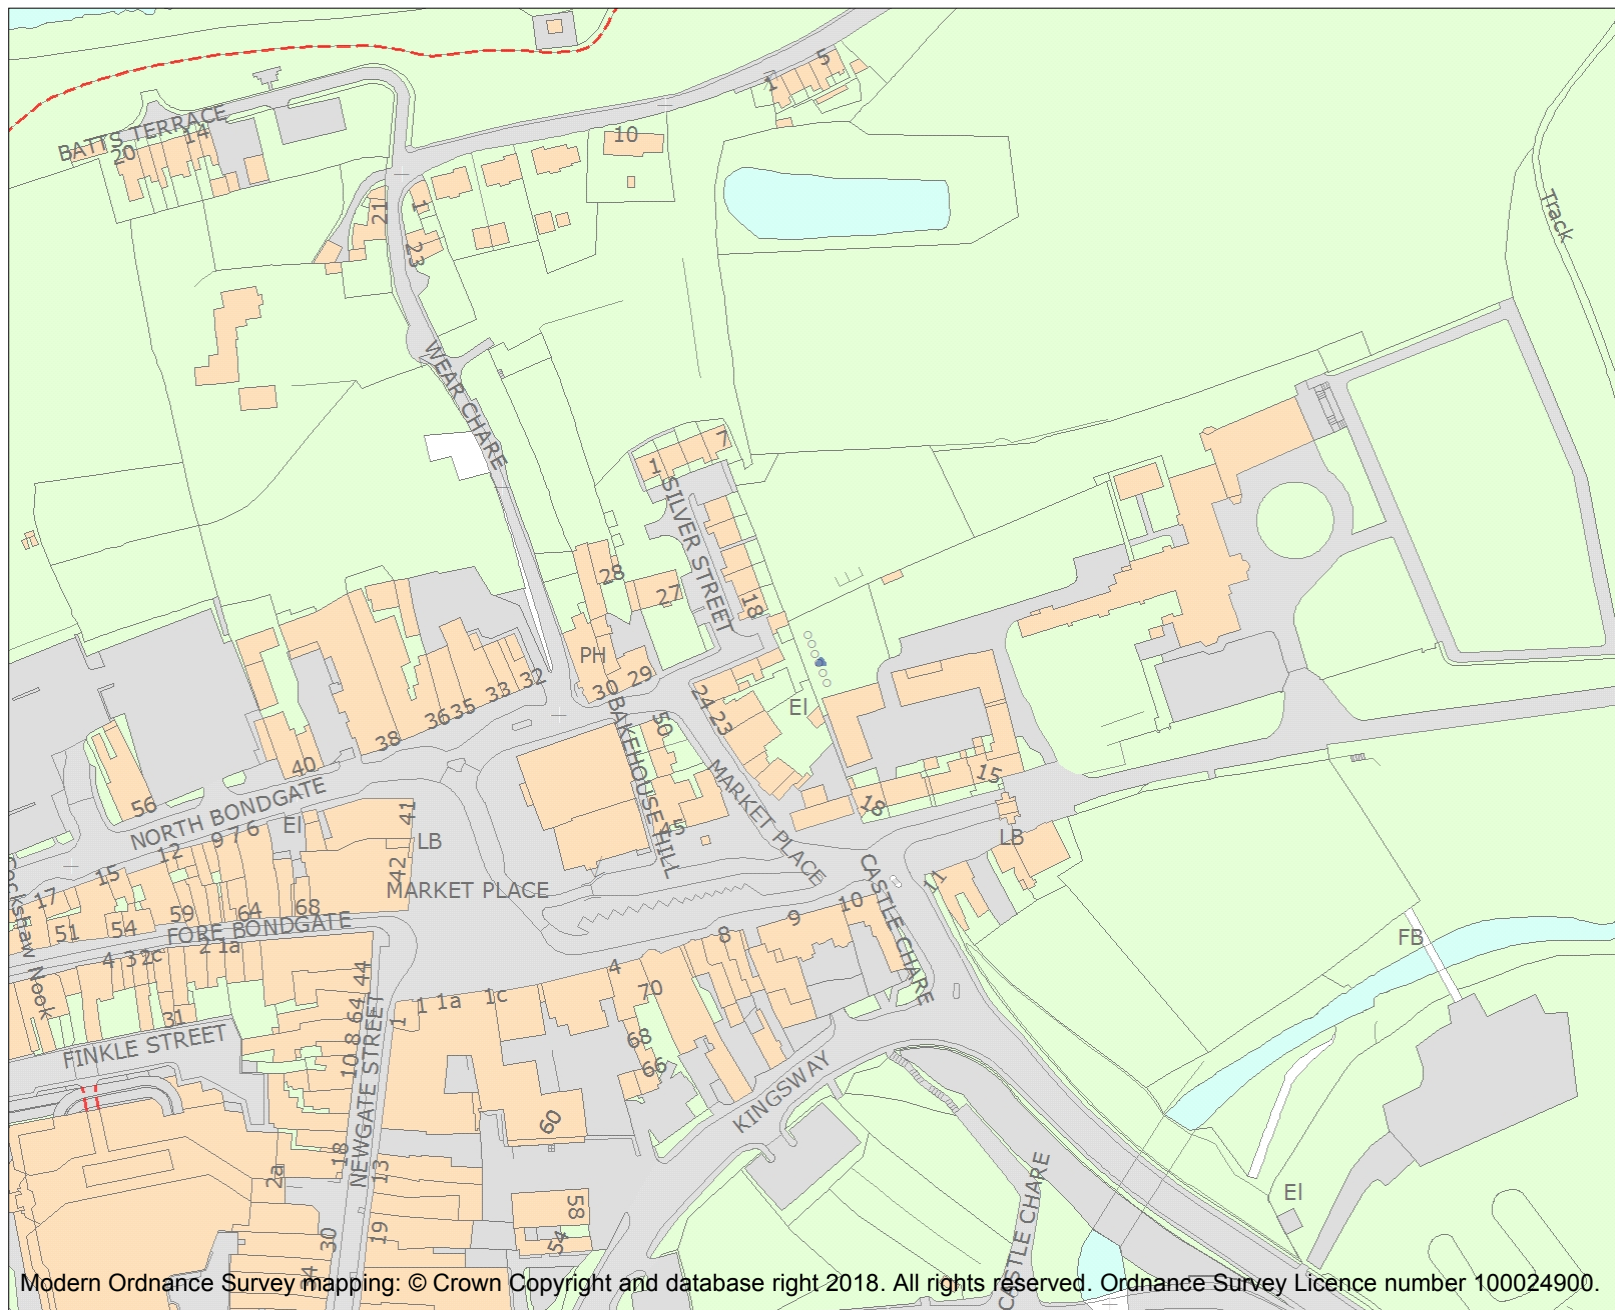 5
1
BATTS TERRACE
14
20
10
Track
21
1
23
WEAR CHARE
7
1
SILVER STREET
28
27
18
PH
29
30
32
33
35
36
38
24
23
EI
50
BAKEHOUSE HILL
MARKET PLACE
15
18
40
56
NORTH BONDGATE
41
LB
EI
6
7
9
12
15
17
42
45
LB
11
MARKET PLACE
CASTLE CHARE
10
9
8
68
64
59
54
51
FORE BONDGATE
2
1a
2c
3
4
FB
4
70
1c
1a
1
1
44
64
8
10
31
FINKLE STREET
NEWGATE STREET
68
66
60
KINGSWAY
18
13
2a
58
54
19
30
34
CASTLE CHARE
EI
Modern Ordnance Survey mapping: © Crown Copyright and database right 2018. All rights reserved. Ordnance Survey Licence number 100024900.